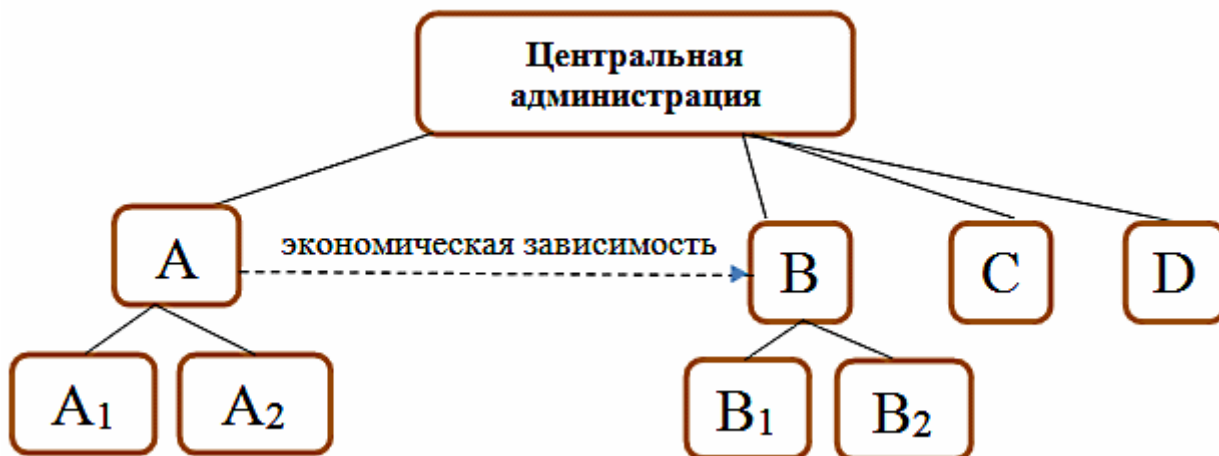 Центральная
администрация
экономическая зависимость
A
B
C
D
A1
A2
B1
B2